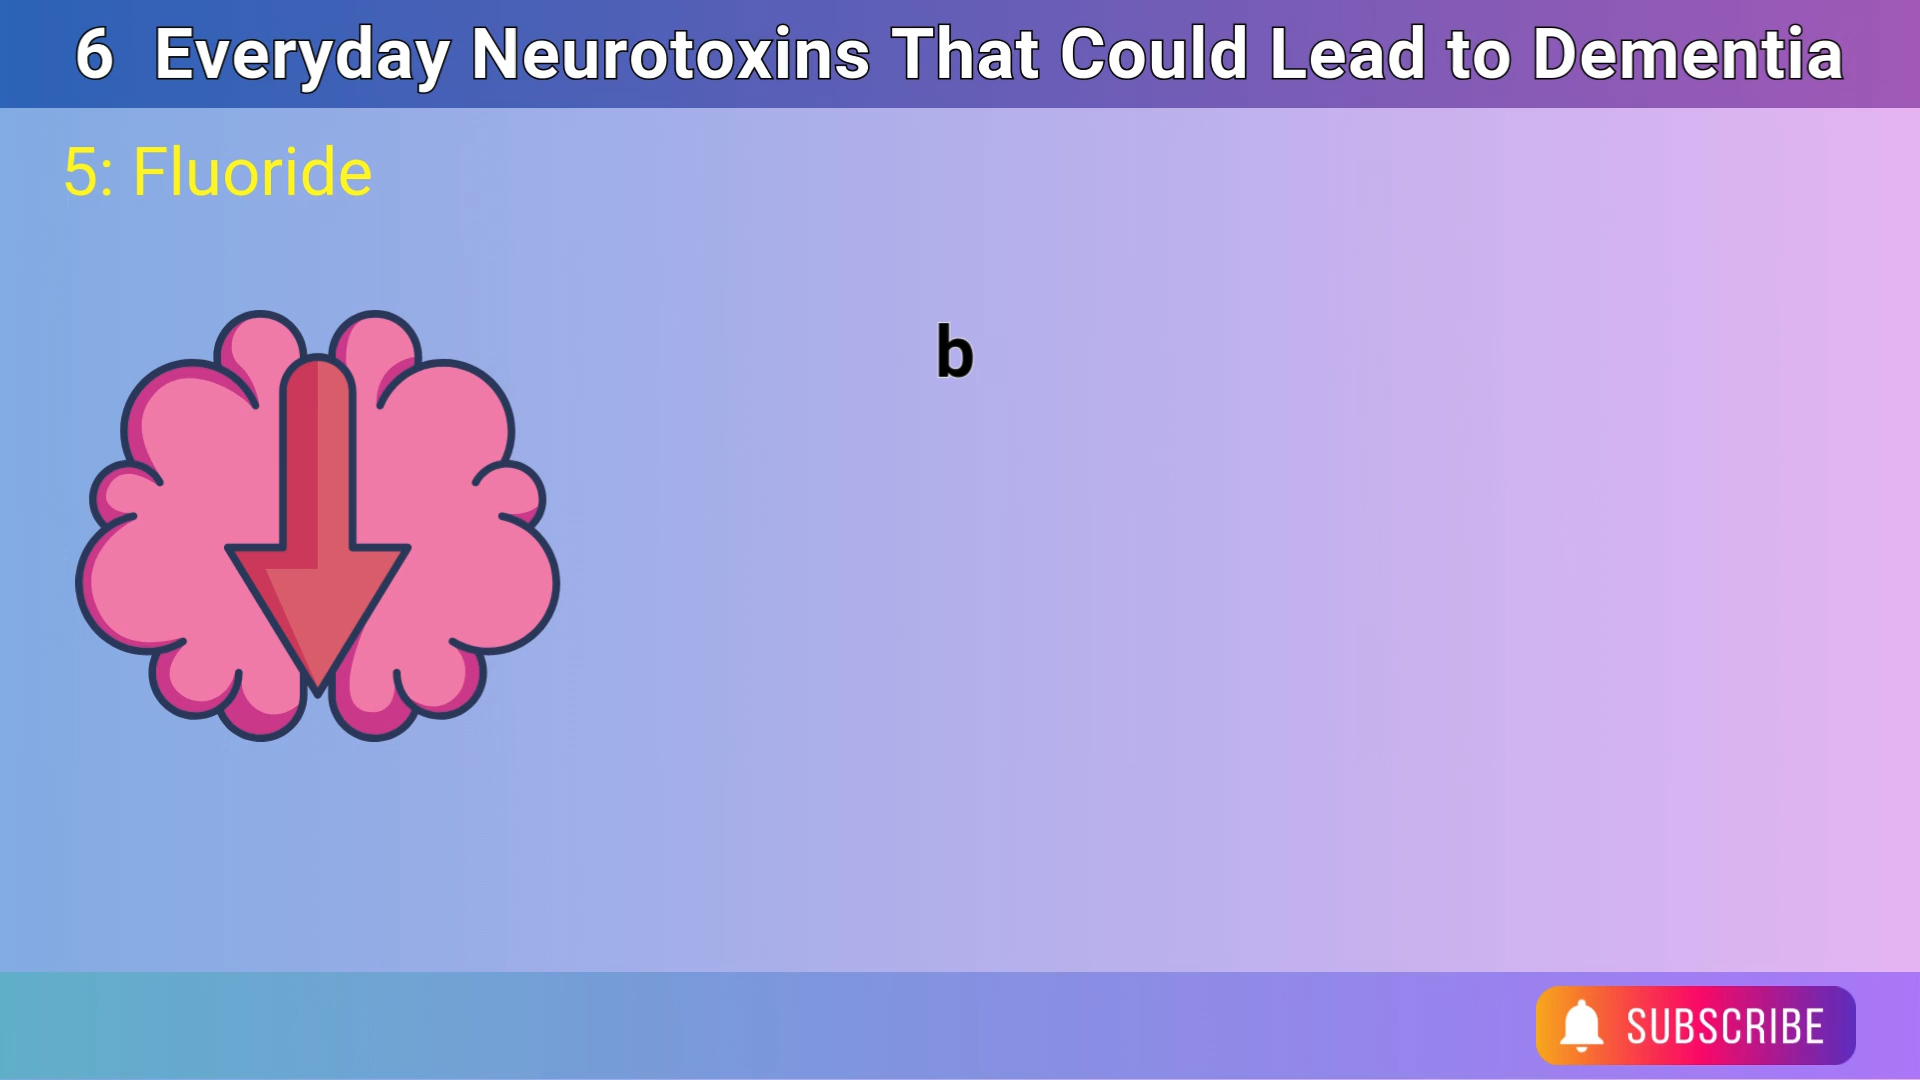 6 Everyday Neurotoxins That Could Lead to Dementia
5: Fluoride
b
SUBSCRIBE